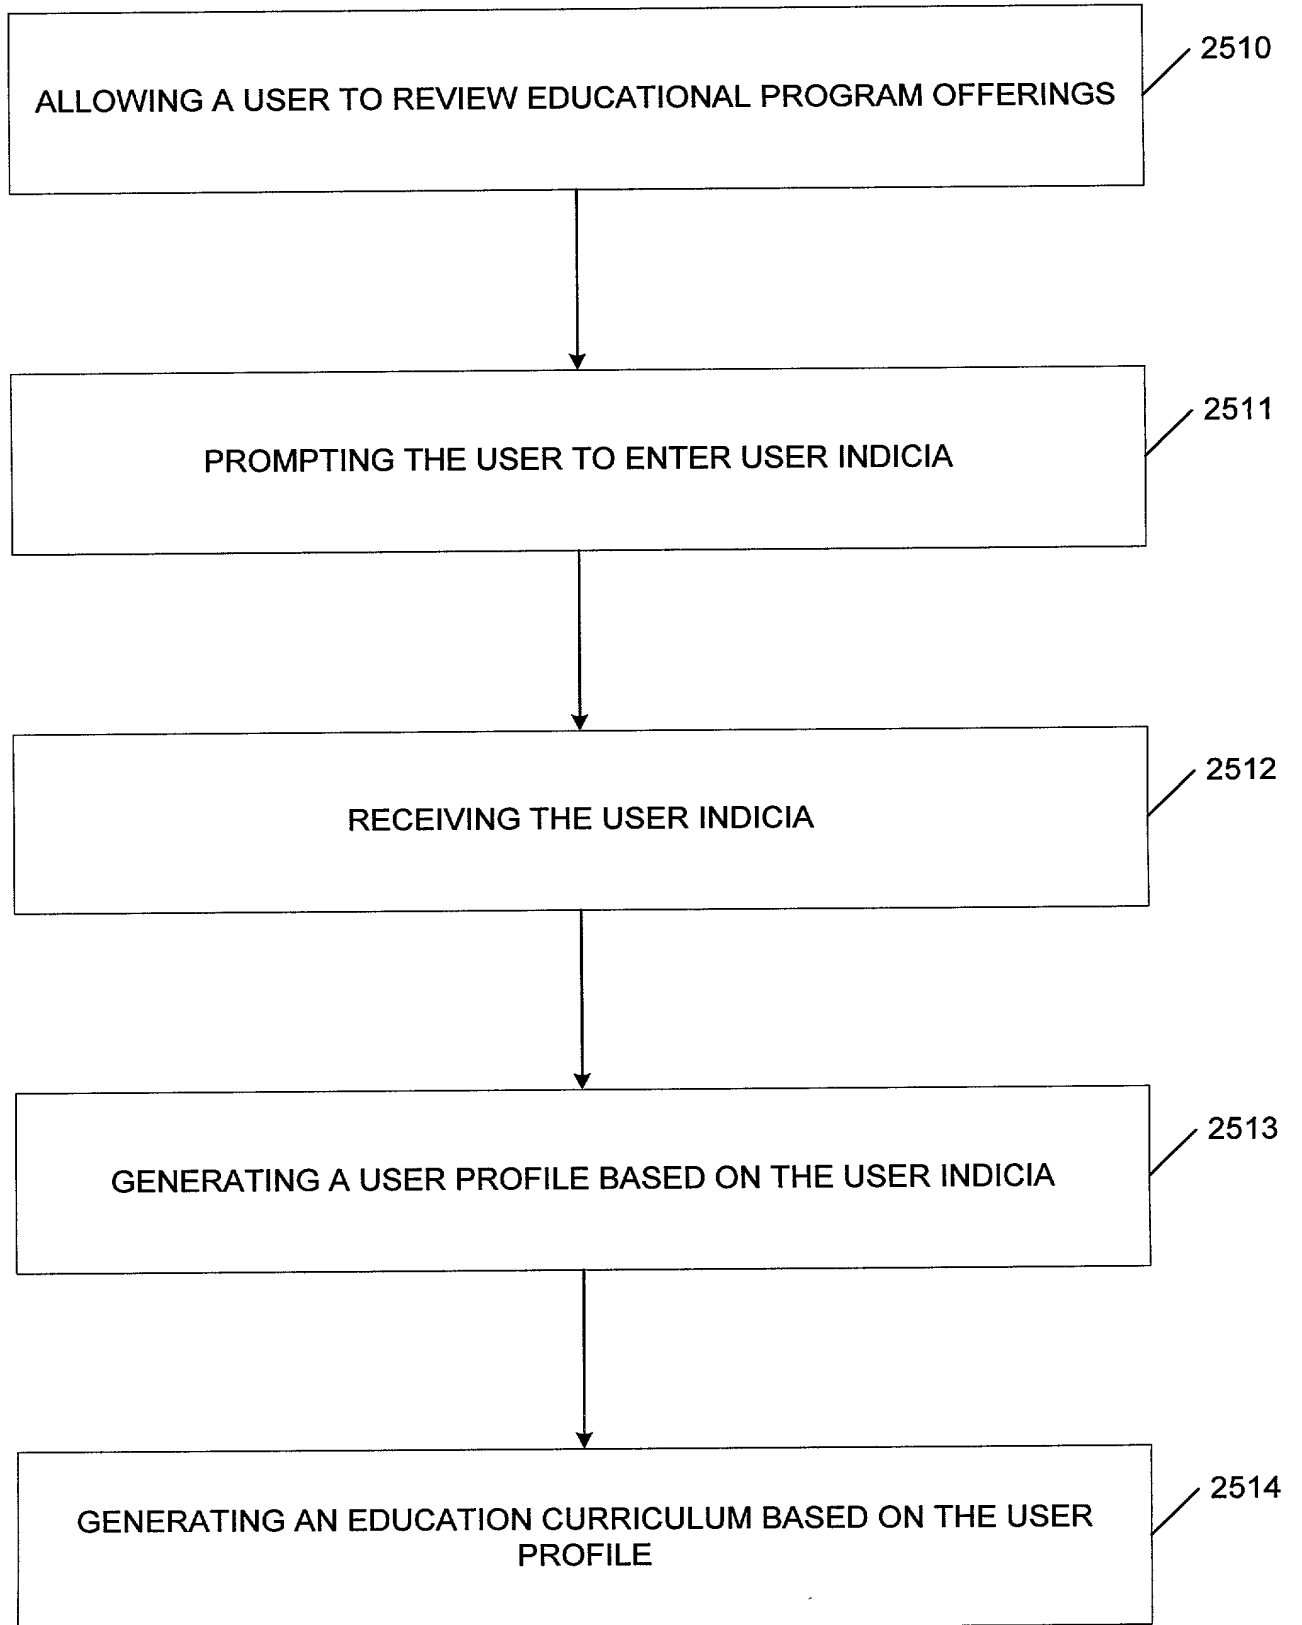 2510
ALLOWING A USER TO REVIEW EDUCATIONAL PROGRAM OFFERINGS
2511
PROMPTING THE USER TO ENTER USER INDICIA
2512
RECEIVING THE USER INDICIA
2513
GENERATING A USER PROFILE BASED ON THE USER INDICIA
2514
GENERATING AN EDUCATION CURRICULUM BASED ON THE USER
PROFILE